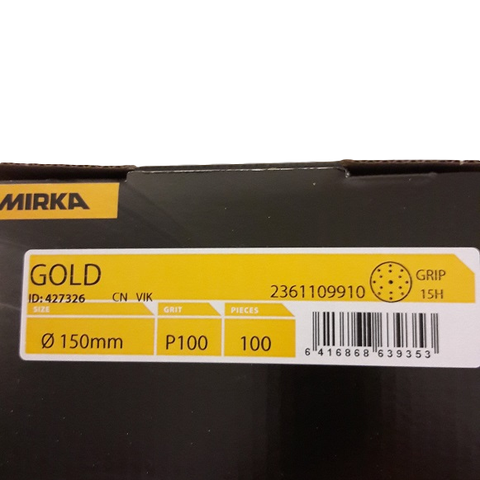 MIRKA
GOLD
ID: 427326 CN VIK
2361109910
GRIP
15H
SIZE GRIT PIECES
Ø 150mm P100 100
6 416868 639353